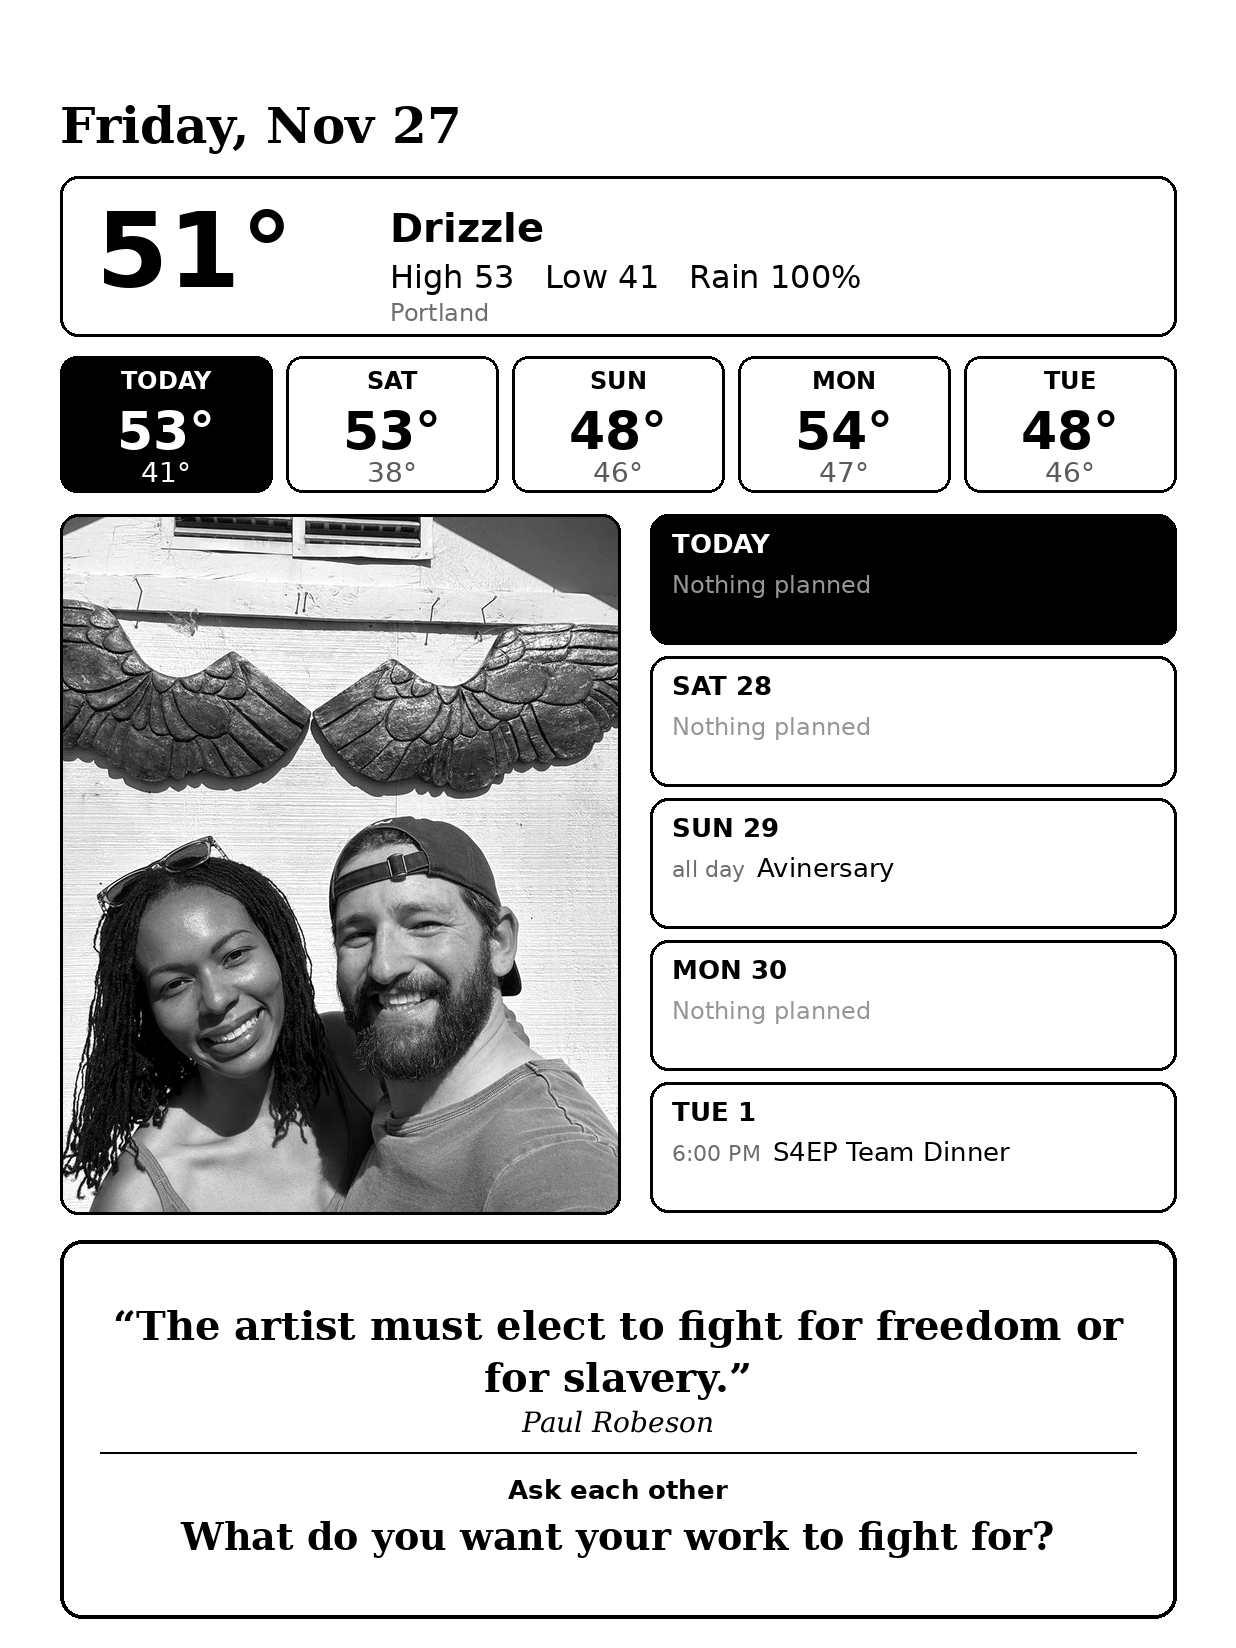 Friday, Nov 27
51°
Drizzle
High 53 Low 41 Rain 100%
Portland
TODAY
53°
41°
SAT
53°
38°
SUN
48°
46°
MON
54°
47°
TUE
48°
46°
TODAY
Nothing planned
SAT 28
Nothing planned
SUN 29
all day Avinersary
MON 30
Nothing planned
TUE 1
6:00 PM S4EP Team Dinner
“The artist must elect to fight for freedom or
for slavery.”
Paul Robeson
Ask each other
What do you want your work to fight for?